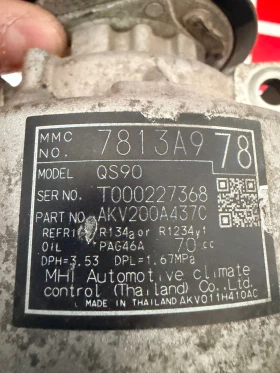 MMC NO. 7813A9 78
MODEL QS90
SER NO. T000227368
PART NO. AKV200A437C
REFRI R134a or R1234y1
OIL PAG46A 70 cc
DPH=3.53 DPL=1.67MPa
MHI Automotive climate
control (Thailand) Co., Ltd.
MADE IN THAILAND AKV011H410AC